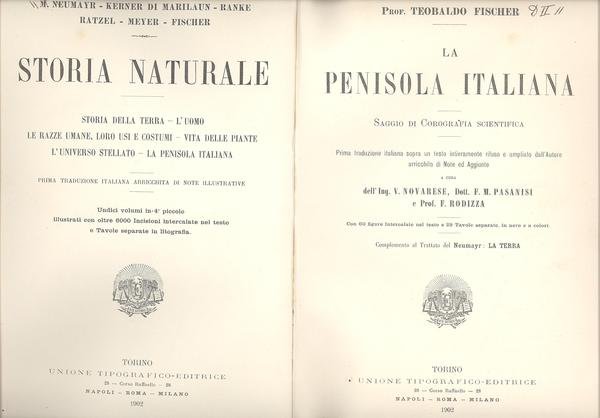 M. NEUMAYR - KERNER DI MARILAUN - RANKE
RATZEL - MEYER - FISCHER
STORIA NATURALE
STORIA DELLA TERRA - L'UOMO
LE RAZZE UMANE, LORO USI E COSTUMI - VITA DELLE PIANTE
L'UNIVERSO STELLATO - LA PENISOLA ITALIANA
PRIMA TRADUZIONE ITALIANA ARRICCHITA DI NOTE ILLUSTRATIVE
Undici volumi in-4° piccolo
illustrati con oltre 6000 Incisioni intercalate nel testo
e Tavole separate in litografia.
TORINO
UNIONE TIPOGRAFICO-EDITRICE
28 - Corso Raffaello - 28
NAPOLI - ROMA - MILANO
1902
PROF. TEOBALDO FISCHER
LA
PENISOLA ITALIANA
SAGGIO DI COROGRAFIA SCIENTIFICA
Prima traduzione italiana sopra un testo interamente rifuso e ampliato dall'Autore
arricchito di Note ed Aggiunte
A CURA
dell'Ing. V. NOVARESE, Dott. F. M. PASANISI
e Prof. F. RODIZZA
Con 60 figure intercalate nel testo e 29 Tavole separate, in nero e a colori
Complemento al Trattato del Neumayr: LA TERRA
TORINO
UNIONE TIPOGRAFICO-EDITRICE
28 - Corso Raffaello - 28
NAPOLI - ROMA - MILANO
1902